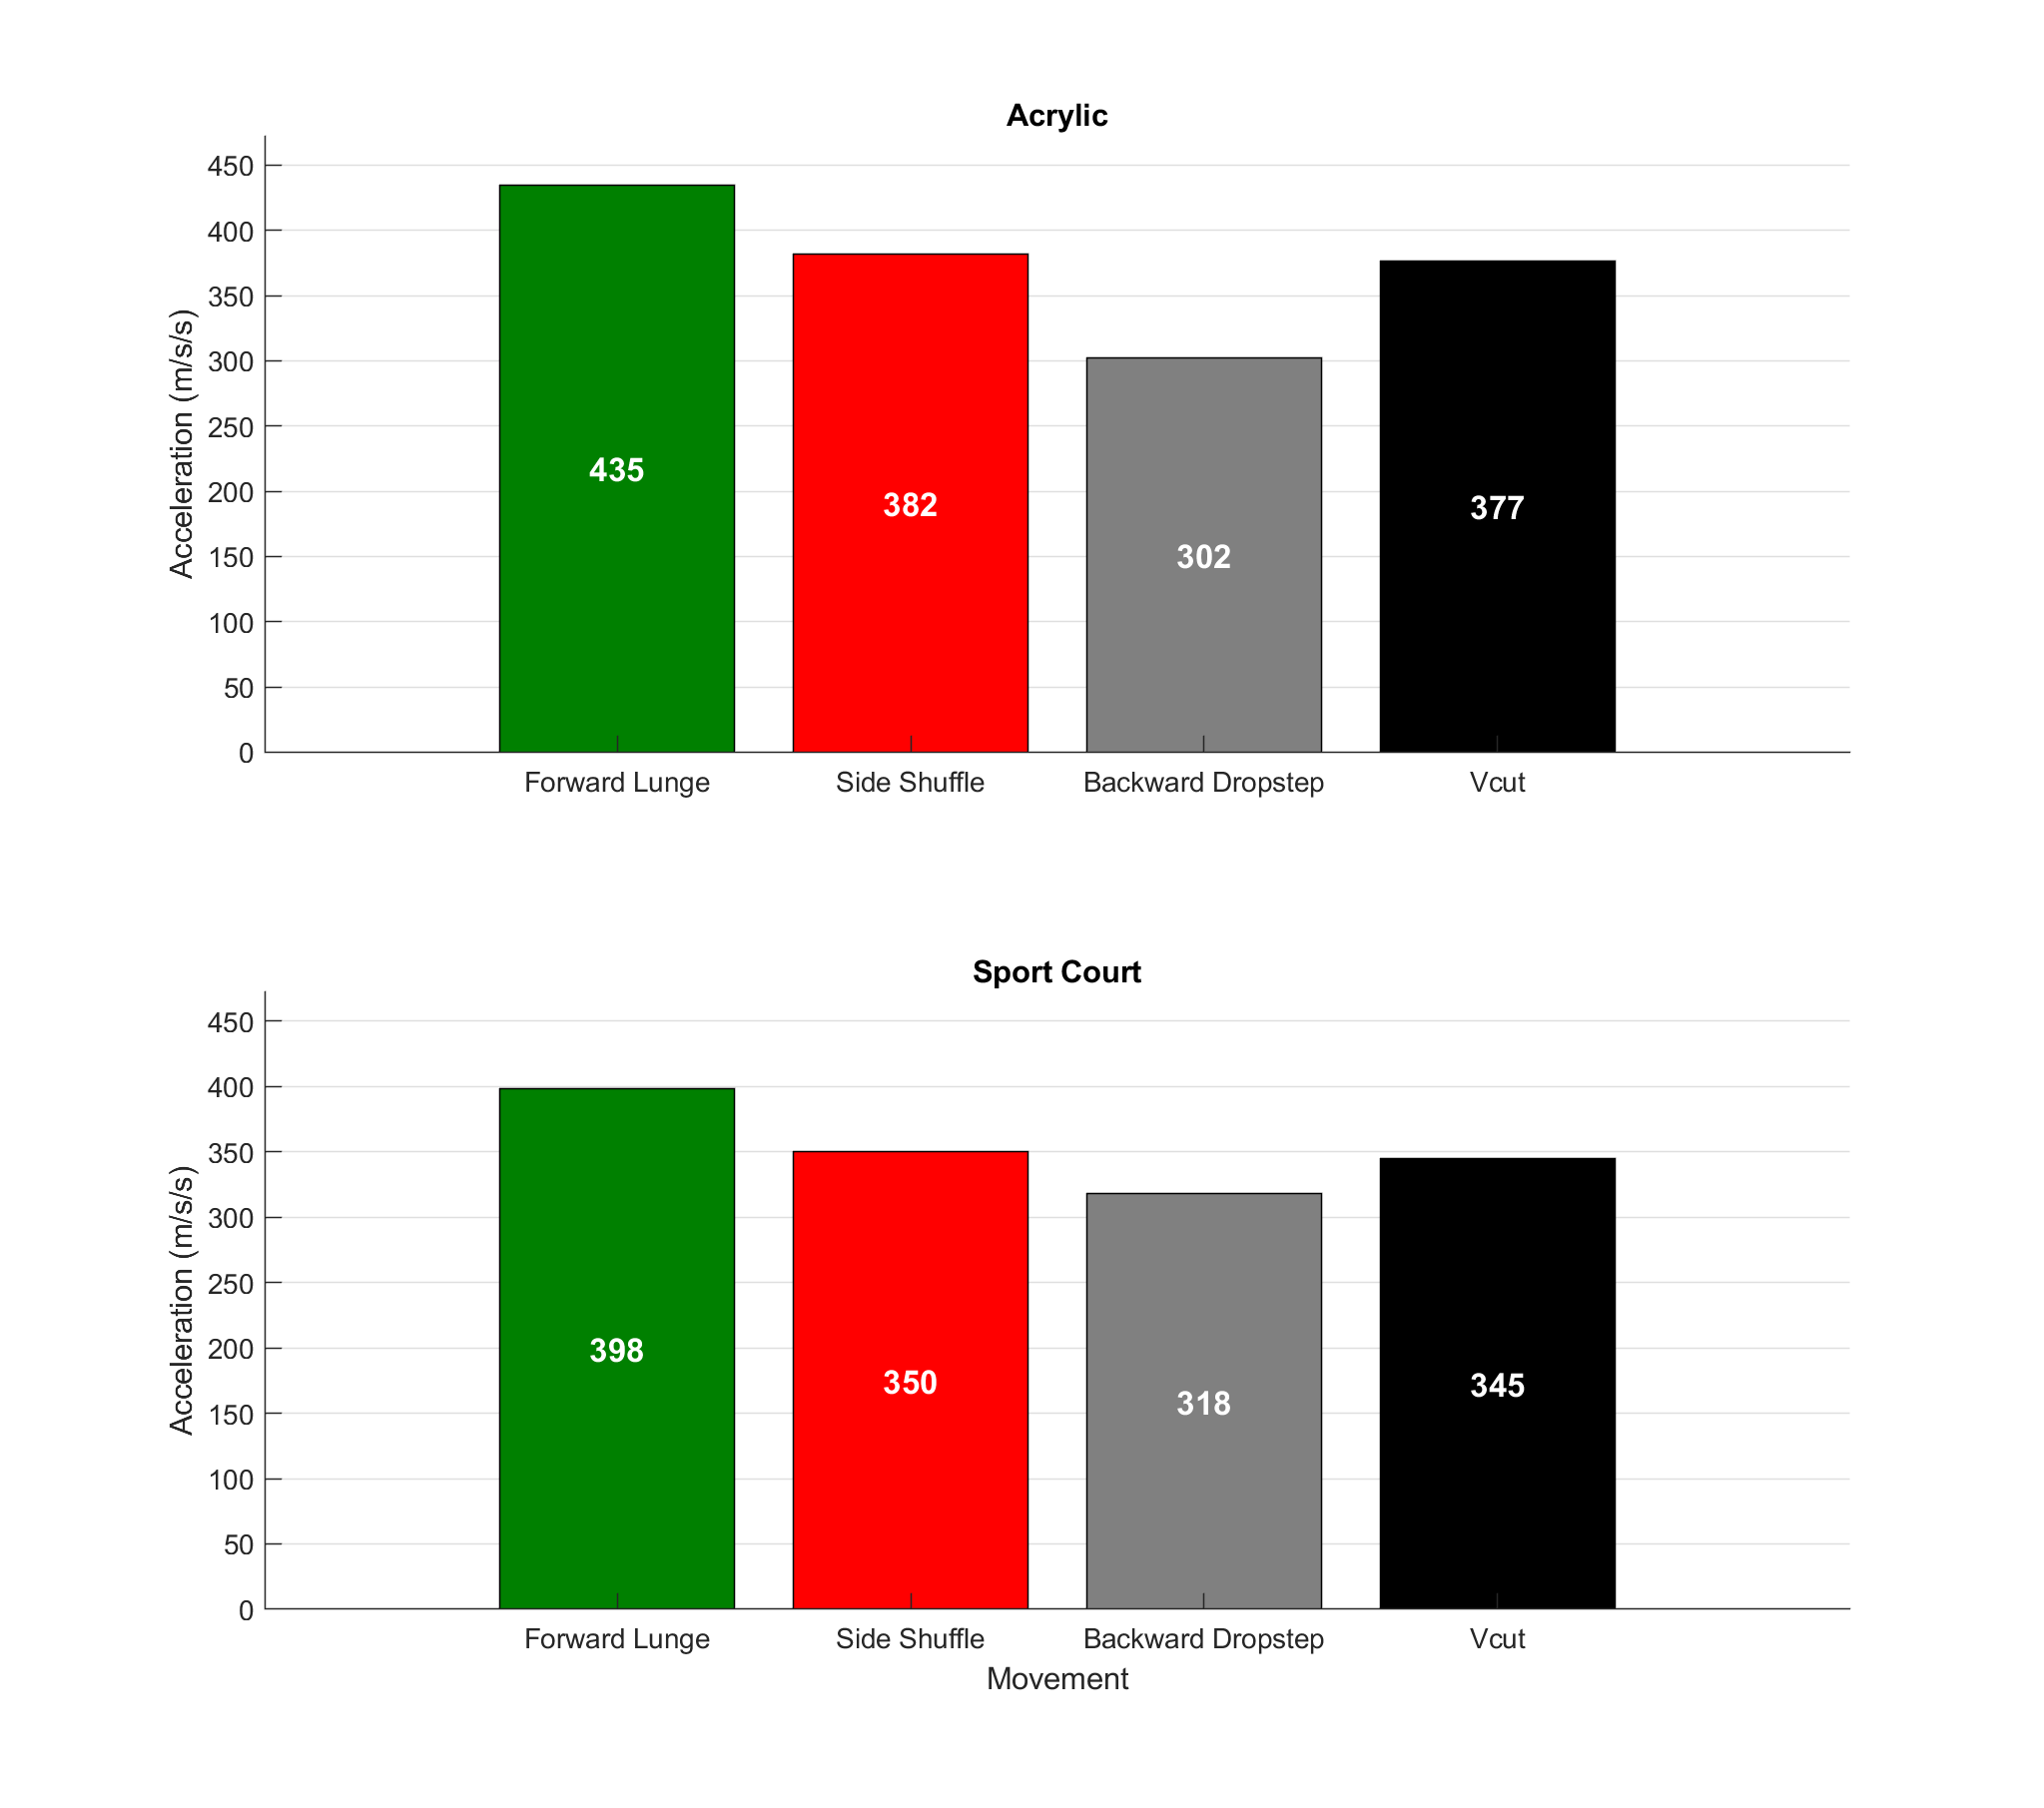 Acrylic
450
400
350
300
250
200
150
100
50
0
Acceleration (m/s/s)
435
382
302
377
Forward Lunge
Side Shuffle
Backward Dropstep
Vcut
Sport Court
450
400
350
300
250
200
150
100
50
0
Acceleration (m/s/s)
398
350
318
345
Forward Lunge
Side Shuffle
Backward Dropstep
Vcut
Movement